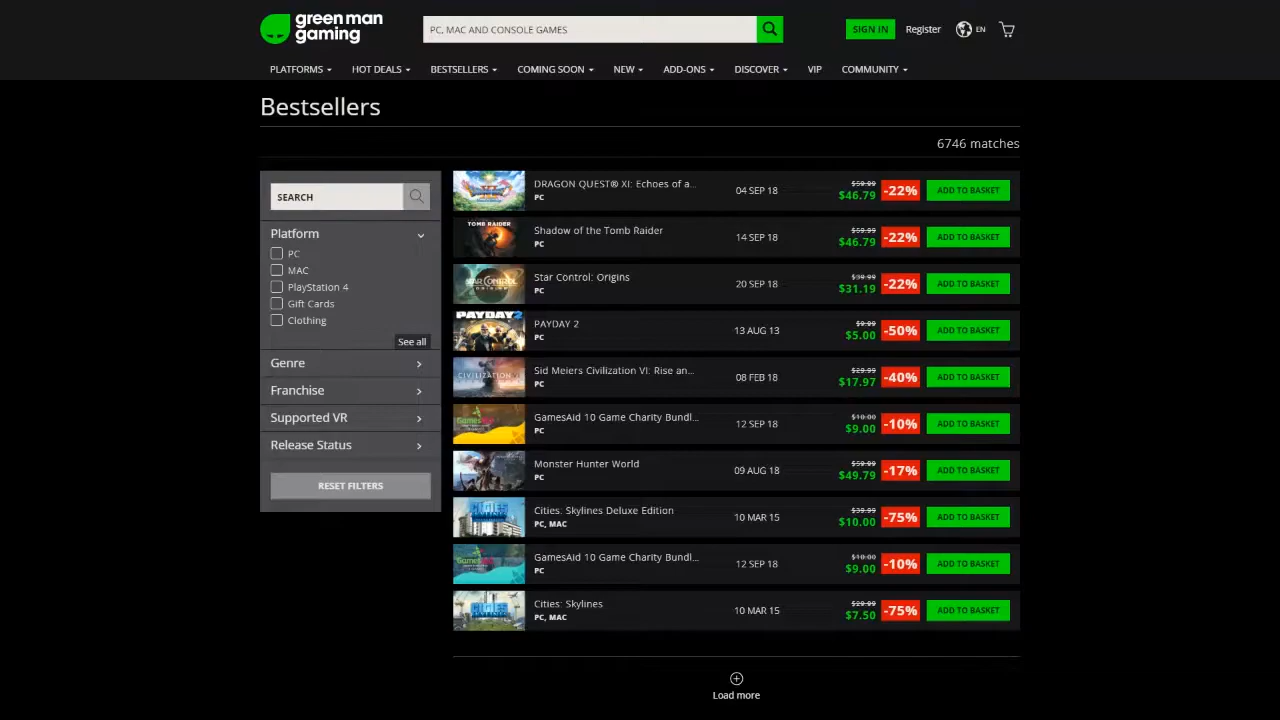 green man
gaming
PC, MAC AND CONSOLE GAMES
SIGN IN
Register
EN
PLATFORMS
HOT DEALS
BESTSELLERS
COMING SOON
NEW
ADD-ONS
DISCOVER
VIP
COMMUNITY
Bestsellers
6746 matches
SEARCH
Platform
PC
MAC
PlayStation 4
Gift Cards
Clothing
See all
Genre
Franchise
Supported VR
Release Status
RESET FILTERS
DRAGON QUEST® XI: Echoes of a...
PC
04 SEP 18
$59.99
$46.79
-22%
ADD TO BASKET
TOMB RAIDER
Shadow of the Tomb Raider
PC
14 SEP 18
$59.99
$46.79
-22%
ADD TO BASKET
STAR CONTROL
ORIGINS
Star Control: Origins
PC
20 SEP 18
$39.99
$31.19
-22%
ADD TO BASKET
PAYDAY 2
PAYDAY 2
PC
13 AUG 13
$9.99
$5.00
-50%
ADD TO BASKET
CIVILIZATION VI
Sid Meiers Civilization VI: Rise an...
PC
08 FEB 18
$29.99
$17.97
-40%
ADD TO BASKET
GamesAid 10 Game Charity Bundl...
PC
12 SEP 18
$10.00
$9.00
-10%
ADD TO BASKET
Monster Hunter World
PC
09 AUG 18
$59.99
$49.79
-17%
ADD TO BASKET
CITIES
Cities: Skylines Deluxe Edition
PC, MAC
10 MAR 15
$39.99
$10.00
-75%
ADD TO BASKET
GamesAid 10 Game Charity Bundl...
PC
12 SEP 18
$10.00
$9.00
-10%
ADD TO BASKET
CITIES
Cities: Skylines
PC, MAC
10 MAR 15
$29.99
$7.50
-75%
ADD TO BASKET
Load more